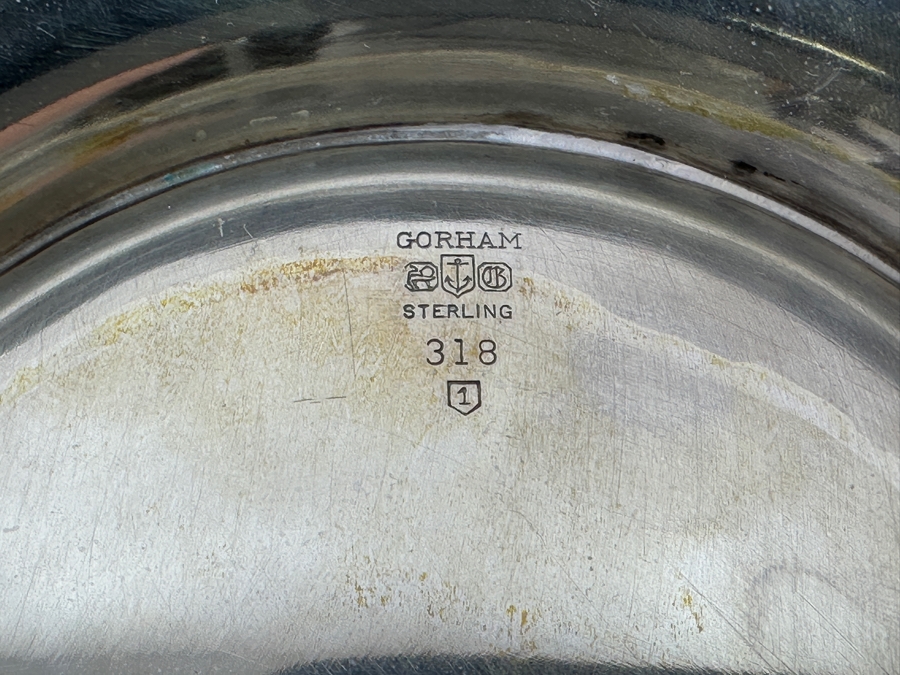 GORHAM
G
STERLING
318
1